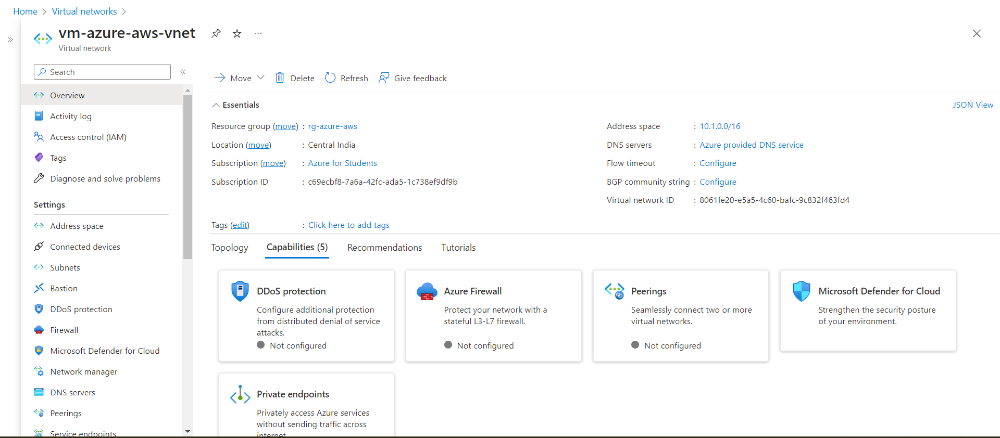 Home > Virtual networks >
vm-azure-aws-vnet
Virtual network
Search
Overview
Activity log
Access control (IAM)
Tags
Diagnose and solve problems
Settings
Address space
Connected devices
Subnets
Bastion
DDoS protection
Firewall
Microsoft Defender for Cloud
Network manager
DNS servers
Peerings
Service endpoints
Move
Delete
Refresh
Give feedback
Essentials
JSON View
Resource group (move) : rg-azure-aws
Location (move) : Central India
Subscription (move) : Azure for Students
Subscription ID : c69ecbf8-7a6a-42fc-ada5-1c738ef9df9b
Address space : 10.1.0.0/16
DNS servers : Azure provided DNS service
Flow timeout : Configure
BGP community string : Configure
Virtual network ID : 8061fe20-e5a5-4c60-bafc-9c832f463fd4
Tags (edit) : Click here to add tags
Topology
Capabilities (5)
Recommendations
Tutorials
DDoS protection
Configure additional protection
from distributed denial of service
attacks.
Not configured
Azure Firewall
Protect your network with a
stateful L3-L7 firewall.
Not configured
Peerings
Seamlessly connect two or more
virtual networks.
Not configured
Microsoft Defender for Cloud
Strengthen the security posture
of your environment.
Private endpoints
Privately access Azure services
without sending traffic across
internet